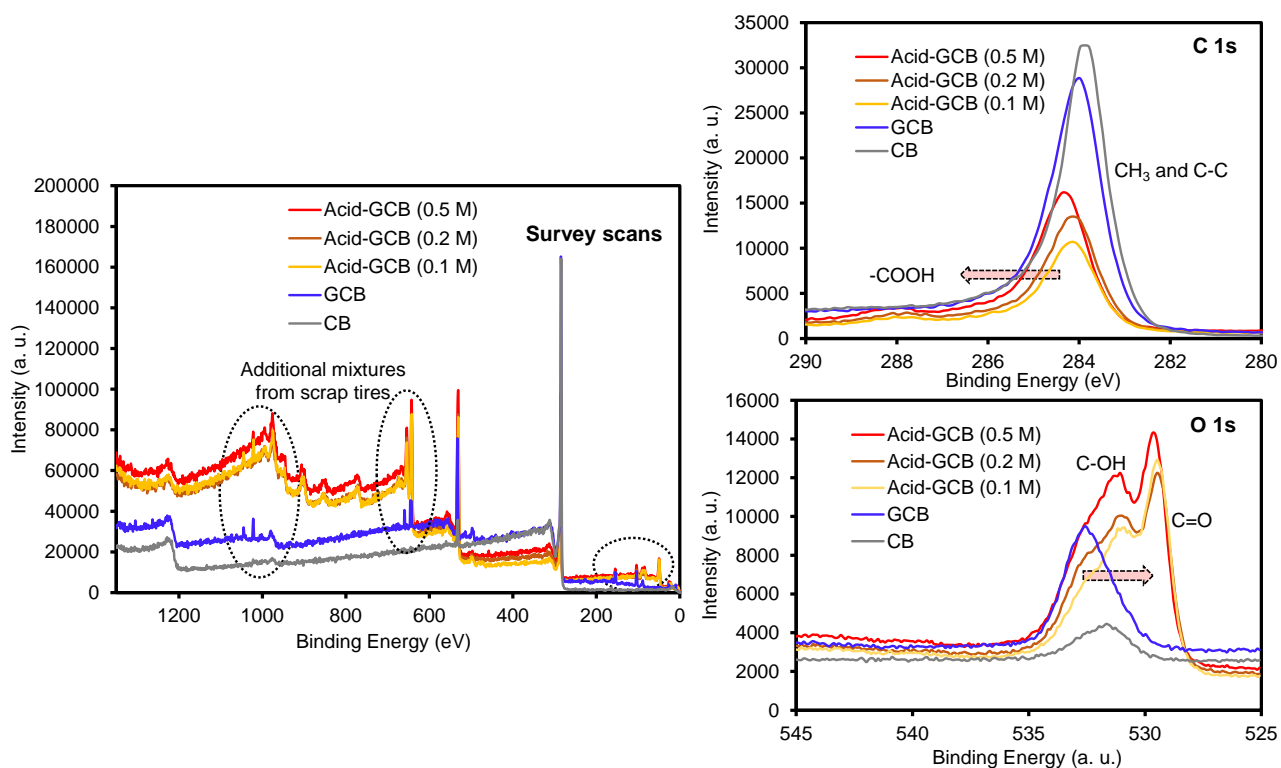 Survey scans
Intensity (a. u.)
200000
180000
160000
140000
120000
100000
80000
60000
40000
20000
0
Acid-GCB (0.5 M)
Acid-GCB (0.2 M)
Acid-GCB (0.1 M)
GCB
CB
Additional mixtures
from scrap tires
1200 1000 800 600 400 200 0
Binding Energy (eV)
C 1s
Intensity (a. u.)
35000
30000
25000
20000
15000
10000
5000
0
Acid-GCB (0.5 M)
Acid-GCB (0.2 M)
Acid-GCB (0.1 M)
GCB
CB
CH₃ and C-C
-COOH
290 288 286 284 282 280
Binding Energy (eV)
O 1s
Intensity (a. u.)
16000
14000
12000
10000
8000
6000
4000
2000
0
Acid-GCB (0.5 M)
Acid-GCB (0.2 M)
Acid-GCB (0.1 M)
GCB
CB
C-OH
C=O
545 540 535 530 525
Binding Energy (a. u.)